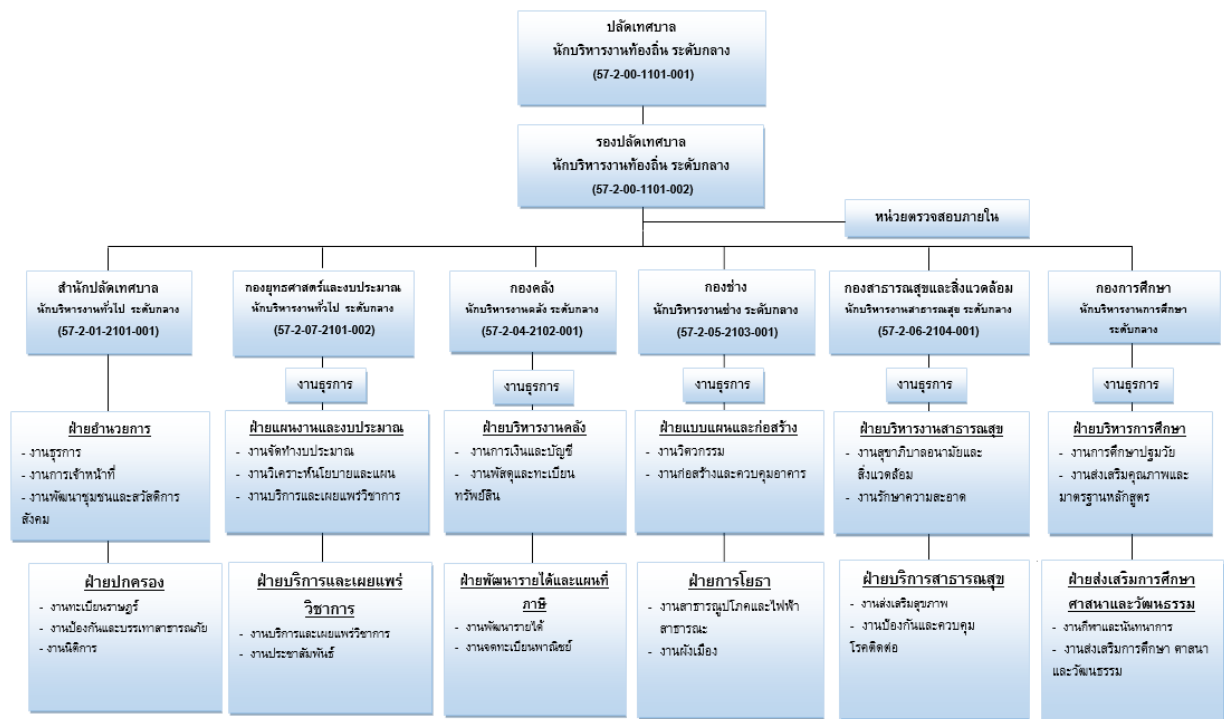 ปลัดเทศบาล
นักบริหารงานท้องถิ่น ระดับกลาง
(57-2-00-1101-001)
รองปลัดเทศบาล
นักบริหารงานท้องถิ่น ระดับกลาง
(57-2-00-1101-002)
หน่วยตรวจสอบภายใน
สำนักปลัดเทศบาล
นักบริหารงานทั่วไป ระดับกลาง
(57-2-01-2101-001)
กองยุทธศาสตร์และงบประมาณ
นักบริหารงานทั่วไป ระดับกลาง
(57-2-07-2101-002)
กองคลัง
นักบริหารงานคลัง ระดับกลาง
(57-2-04-2102-001)
กองช่าง
นักบริหารงานช่าง ระดับกลาง
(57-2-05-2103-001)
กองสาธารณสุขและสิ่งแวดล้อม
นักบริหารงานสาธารณสุข ระดับกลาง
(57-2-06-2104-001)
กองการศึกษา
นักบริหารงานการศึกษา
ระดับกลาง
งานธุรการ
งานธุรการ
งานธุรการ
งานธุรการ
งานธุรการ
ฝ่ายอำนวยการ
- งานธุรการ
- งานการเจ้าหน้าที่
- งานพัฒนาชุมชนและสวัสดิการ
สังคม
ฝ่ายแผนงานและงบประมาณ
- งานจัดทำงบประมาณ
- งานวิเคราะห์นโยบายและแผน
- งานบริการและเผยแพร่วิชาการ
ฝ่ายบริหารงานคลัง
- งานการเงินและบัญชี
- งานพัสดุและทะเบียน
ทรัพย์สิน
ฝ่ายแบบแผนและก่อสร้าง
- งานวิศวกรรม
- งานก่อสร้างและควบคุมอาคาร
ฝ่ายบริหารงานสาธารณสุข
- งานสุขาภิบาลอนามัยและ
สิ่งแวดล้อม
- งานรักษาความสะอาด
ฝ่ายบริหารการศึกษา
- งานการศึกษาปฐมวัย
- งานส่งเสริมคุณภาพและ
มาตรฐานหลักสูตร
ฝ่ายปกครอง
- งานทะเบียนราษฎร์
- งานป้องกันและบรรเทาสาธารณภัย
- งานนิติการ
ฝ่ายบริการและเผยแพร่
วิชาการ
- งานบริการและเผยแพร่วิชาการ
- งานประชาสัมพันธ์
ฝ่ายพัฒนารายได้และแผนที่
ภาษี
- งานพัฒนารายได้
- งานจดทะเบียนพาณิชย์
ฝ่ายการโยธา
- งานสาธารณูปโภคและไฟฟ้า
สาธารณะ
- งานผังเมือง
ฝ่ายบริการสาธารณสุข
- งานส่งเสริมสุขภาพ
- งานป้องกันและควบคุม
โรคติดต่อ
ฝ่ายส่งเสริมการศึกษา
ศาสนาและวัฒนธรรม
- งานกีฬาและนันทนาการ
- งานส่งเสริมการศึกษา ศาสนา
และวัฒนธรรม